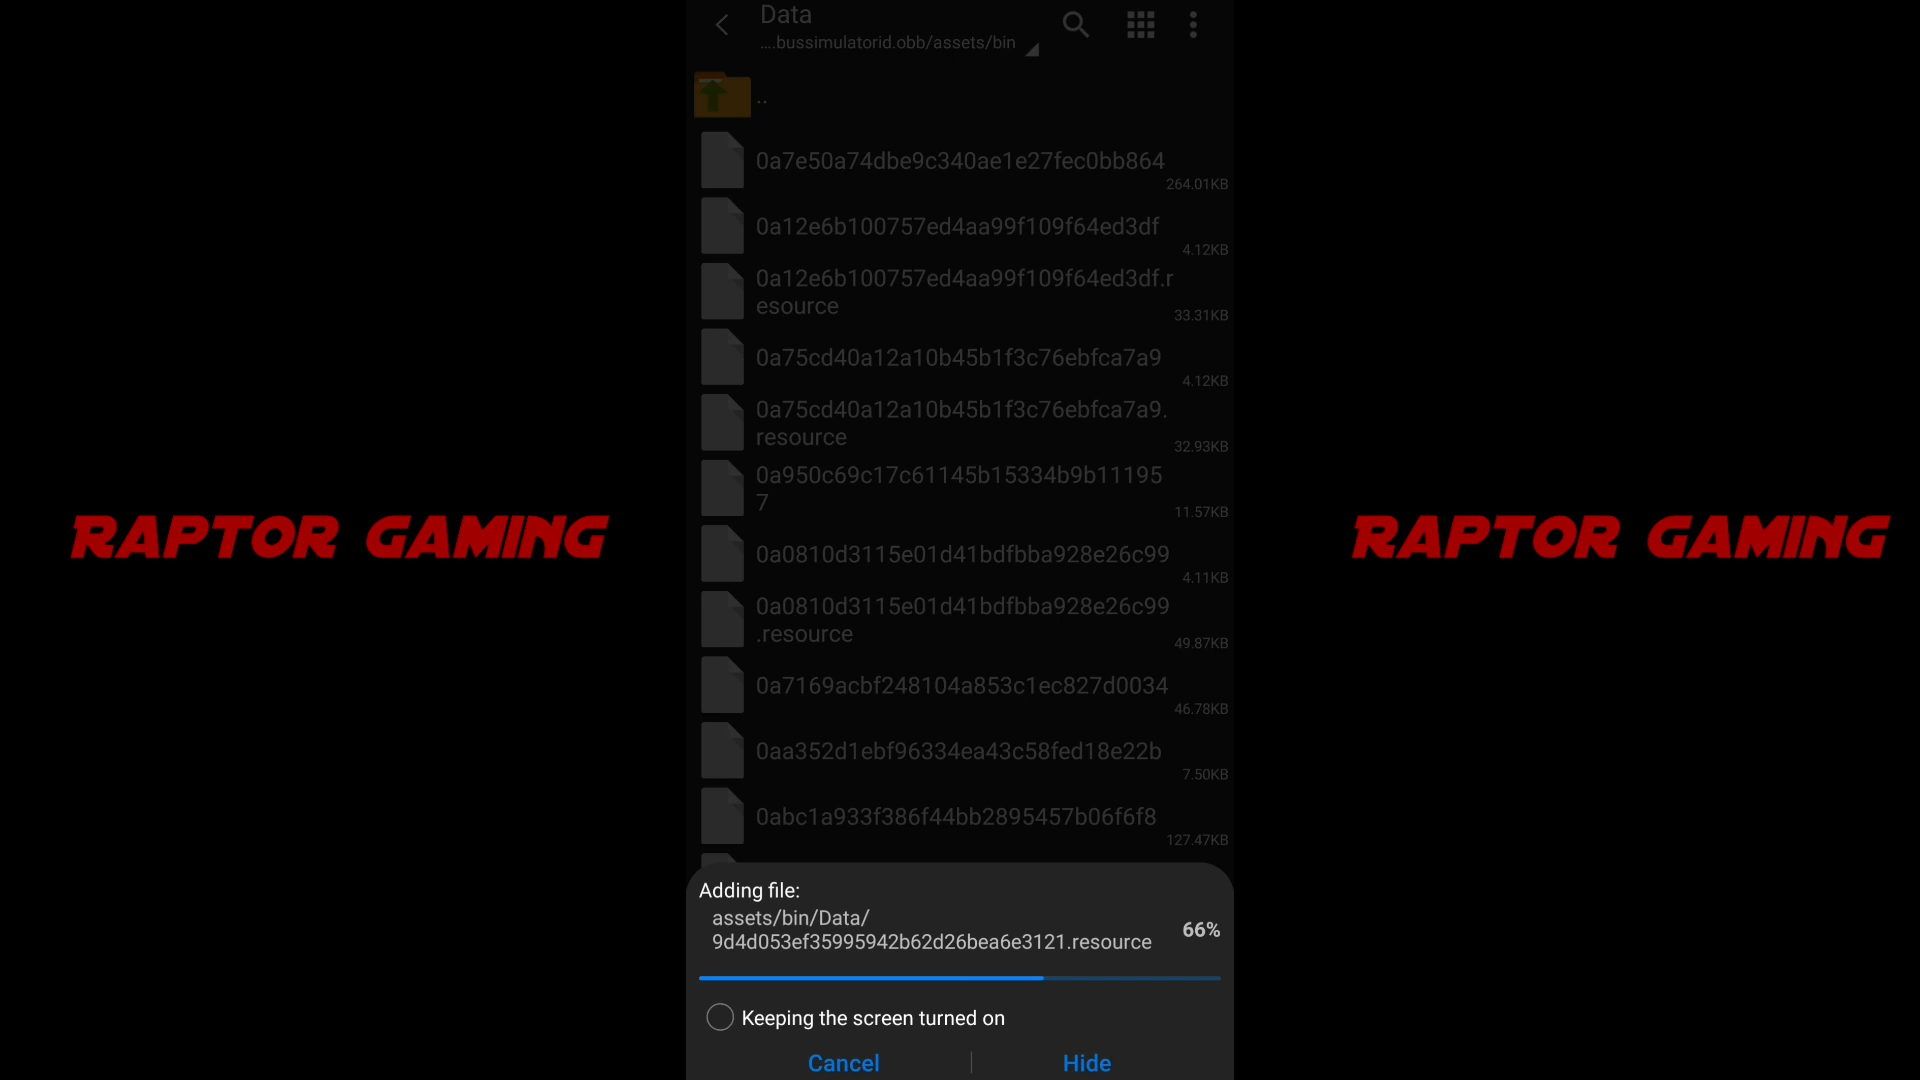 Data
....bussimulatorid.obb/assets/bin
..
0a7e50a74dbe9c340ae1e27fec0bb864
264.01KB
0a12e6b100757ed4aa99f109f64ed3df
4.12KB
0a12e6b100757ed4aa99f109f64ed3df.r
esource
33.31KB
0a75cd40a12a10b45b1f3c76ebfca7a9
4.12KB
0a75cd40a12a10b45b1f3c76ebfca7a9.
resource
32.93KB
0a950c69c17c61145b15334b9b11195
7
11.57KB
RAPTOR GAMING
RAPTOR GAMING
0a0810d3115e01d41bdfbba928e26c99
4.11KB
0a0810d3115e01d41bdfbba928e26c99
.resource
49.87KB
0a7169acbf248104a853c1ec827d0034
46.78KB
0aa352d1ebf96334ea43c58fed18e22b
7.50KB
0abc1a933f386f44bb2895457b06f6f8
127.47KB
Adding file:
assets/bin/Data/
9d4d053ef35995942b62d26bea6e3121.resource
66%
Keeping the screen turned on
Cancel
Hide